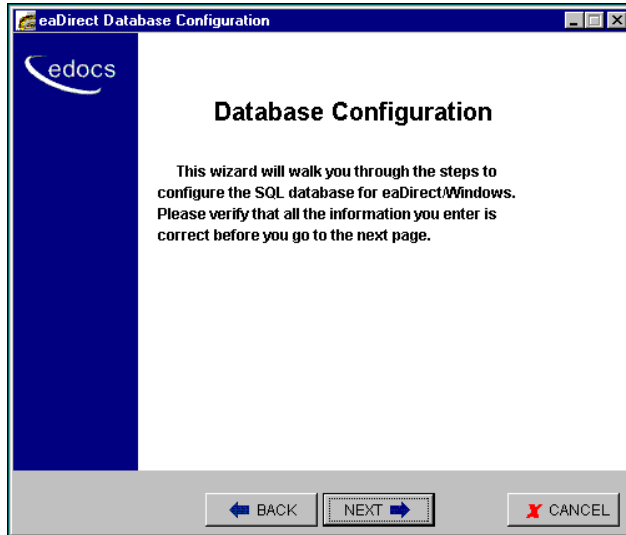 eaDirect Database Configuration
edocs
Database Configuration
This wizard will walk you through the steps to
configure the SQL database for eaDirect/Windows.
Please verify that all the information you enter is
correct before you go to the next page.
BACK
NEXT
CANCEL